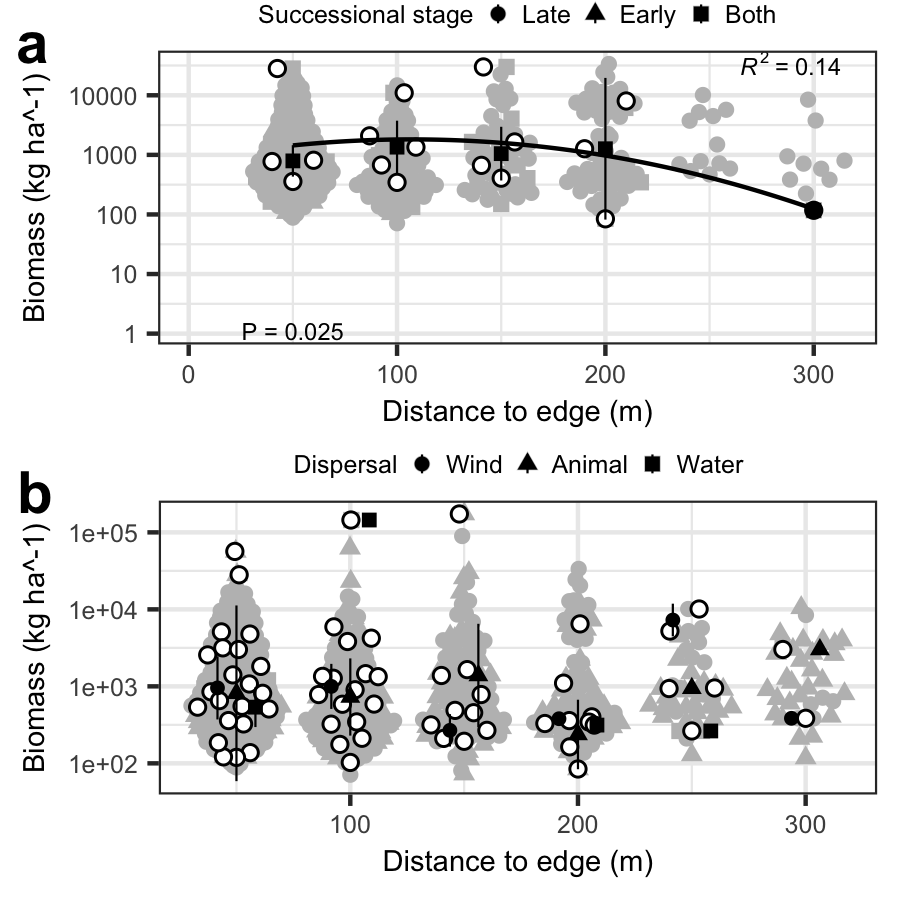 Successional stage Late Early Both
a
R2 = 0.14
10000
1000
100
10
1
Biomass (kg ha^-1)
P = 0.025
0 100 200 300
Distance to edge (m)
Dispersal Wind Animal Water
b
1e+05
1e+04
1e+03
1e+02
Biomass (kg ha^-1)
100 200 300
Distance to edge (m)